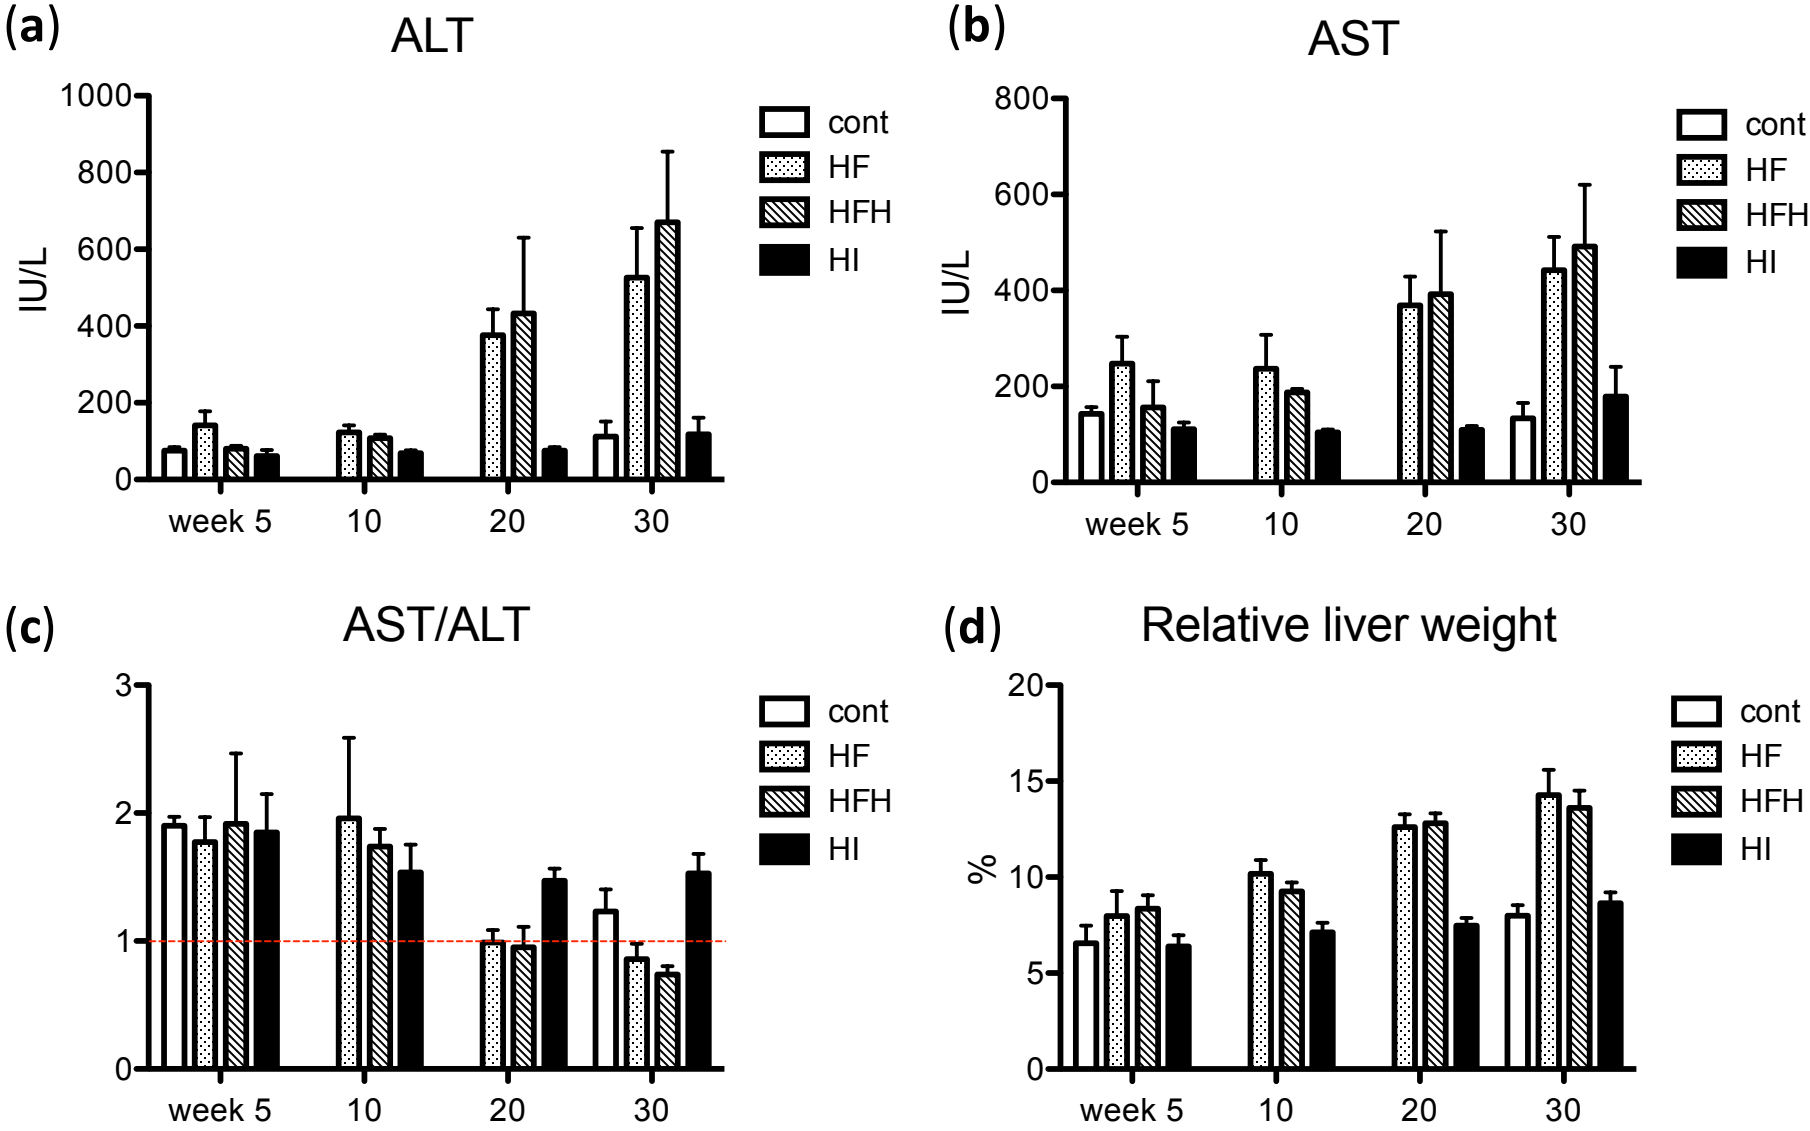 (a)
ALT
1000
800
600
400
200
0
IU/L
week 5
10
20
30
cont
HF
HFH
HI
(b)
AST
800
600
400
200
0
IU/L
week 5
10
20
30
cont
HF
HFH
HI
(c)
AST/ALT
3
2
1
0
week 5
10
20
30
cont
HF
HFH
HI
(d)
Relative liver weight
20
15
10
5
0
%
week 5
10
20
30
cont
HF
HFH
HI